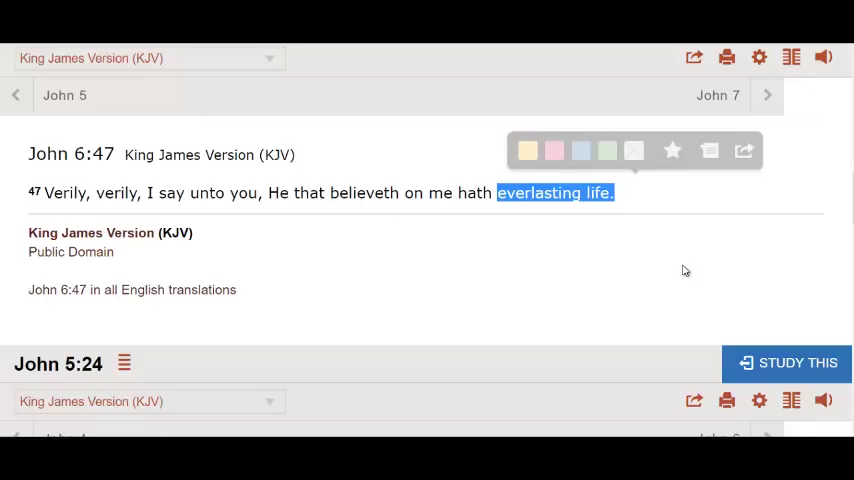 King James Version (KJV)
John 5
John 7
John 6:47 King James Version (KJV)
47 Verily, verily, I say unto you, He that believeth on me hath everlasting life.
King James Version (KJV)
Public Domain
John 6:47 in all English translations
John 5:24
STUDY THIS
King James Version (KJV)